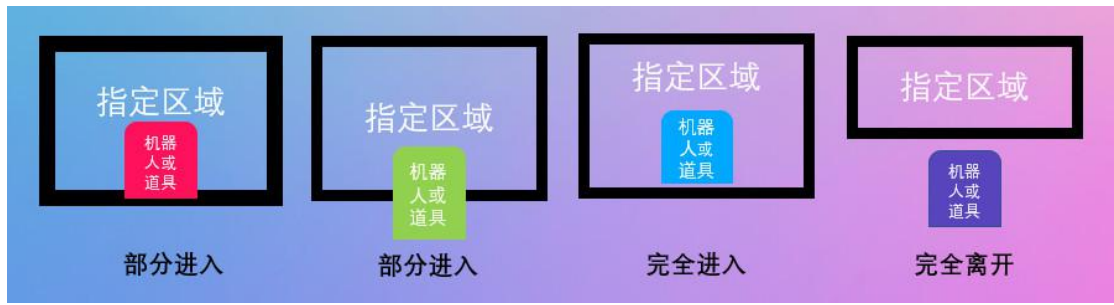 指定区域
机器
人或
道具
部分进入
指定区域
机器
人或
道具
部分进入
指定区域
机器
人或
道具
完全进入
指定区域
机器
人或
道具
完全离开